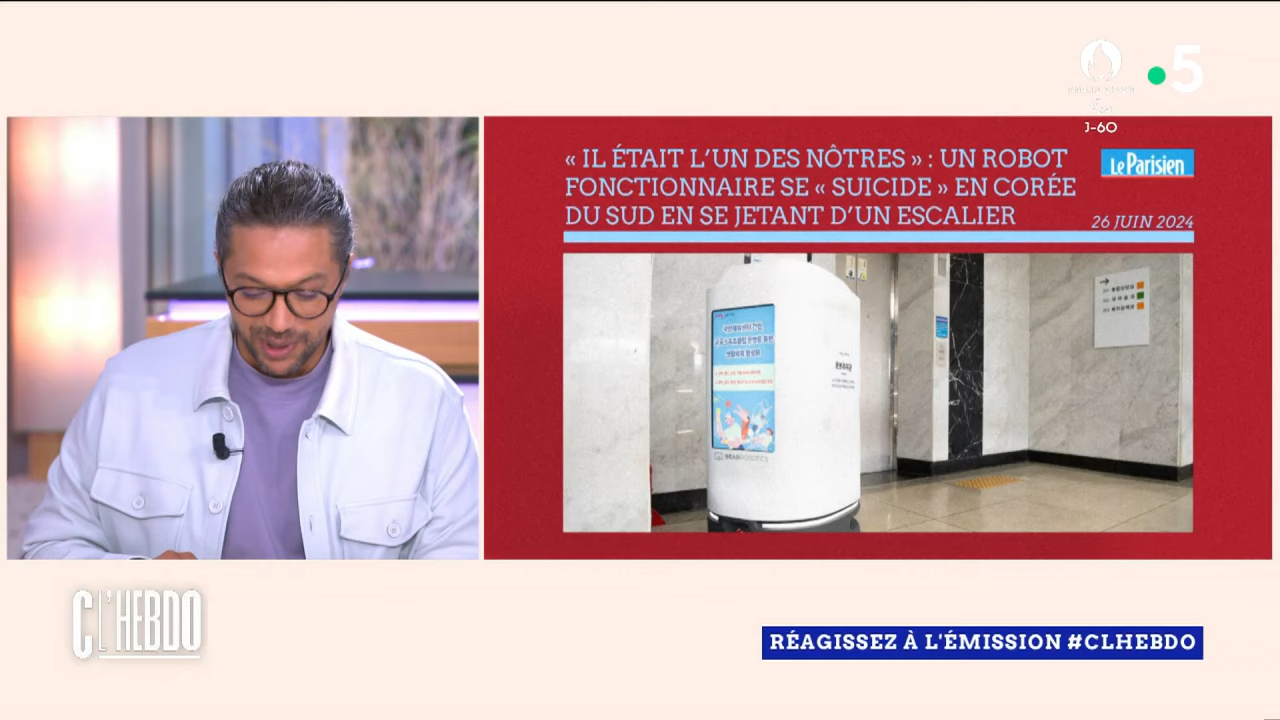 5
J-60
« IL ÉTAIT L'UN DES NÔTRES » : UN ROBOT
FONCTIONNAIRE SE « SUICIDE » EN CORÉE
DU SUD EN SE JETANT D'UN ESCALIER
Le Parisien
26 JUIN 2024
BEAR ROBOTICS
C L'HEBDO
RÉAGISSEZ À L'ÉMISSION #CLHEBDO